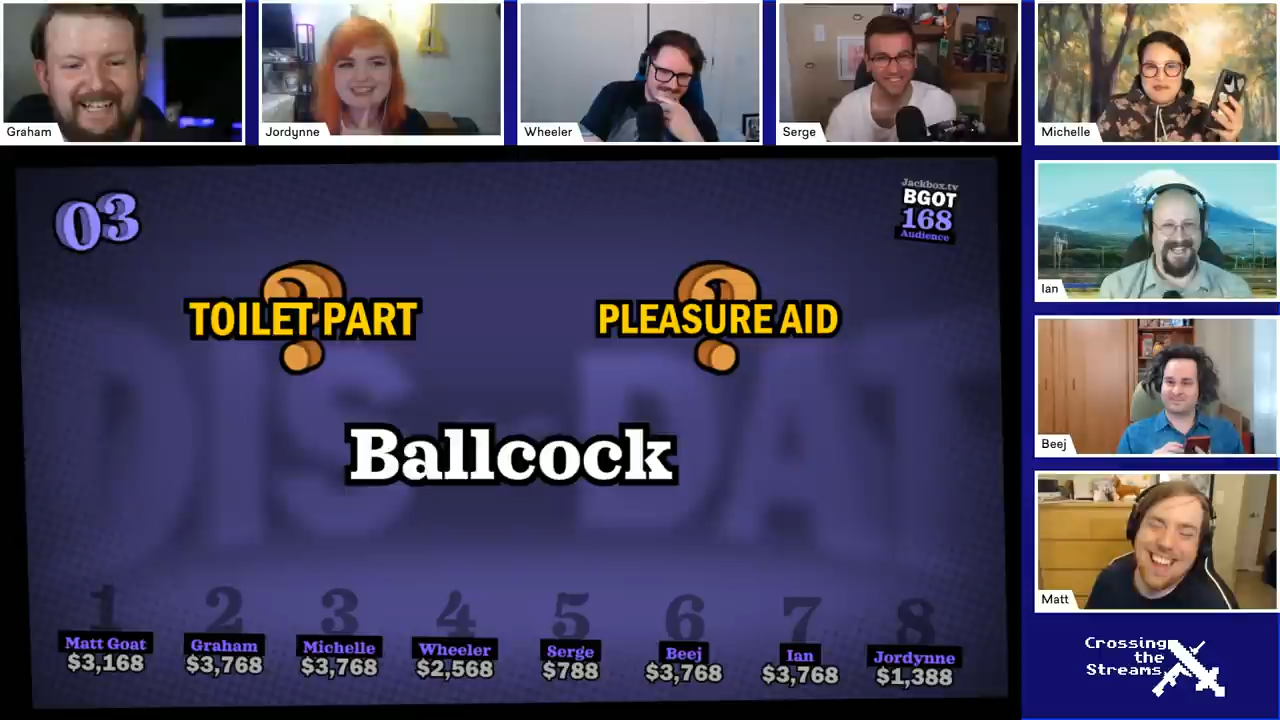 Graham
Jordynne
Wheeler
Serge
Michelle
Ian
Beej
Matt
03
Jackbox.tv
BGOT
168
Audience
TOILET PART
PLEASURE AID
DIS DAT
Ballcock
1 2 3 4 5 6 7 8
Matt Goat Graham Michelle Wheeler Serge Beej Ian Jordynne
$3,168 $3,768 $3,768 $2,568 $788 $3,768 $3,768 $1,388
Crossing
the
Streams